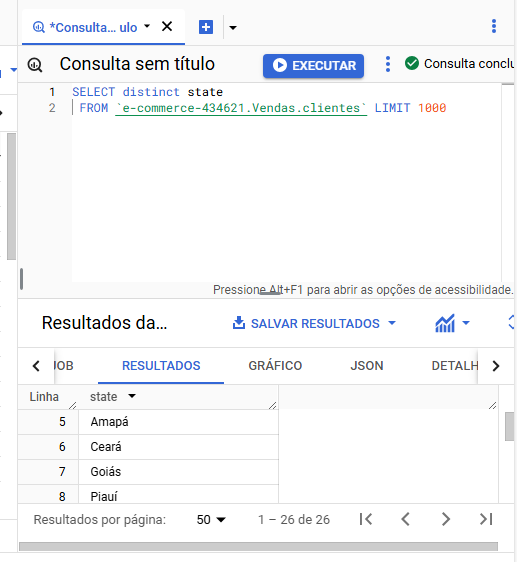 *Consulta... ulo
Consulta sem título
EXECUTAR
Consulta conclu
1 SELECT distinct state
2 FROM `e-commerce-434621.Vendas.clientes` LIMIT 1000
Pressione Alt+F1 para abrir as opções de acessibilidade.
Resultados da...
SALVAR RESULTADOS
JOB RESULTADOS GRÁFICO JSON DETALH
Linha state
5 Amapá
6 Ceará
7 Goiás
8 Piauí
Resultados por página: 50 1 – 26 de 26